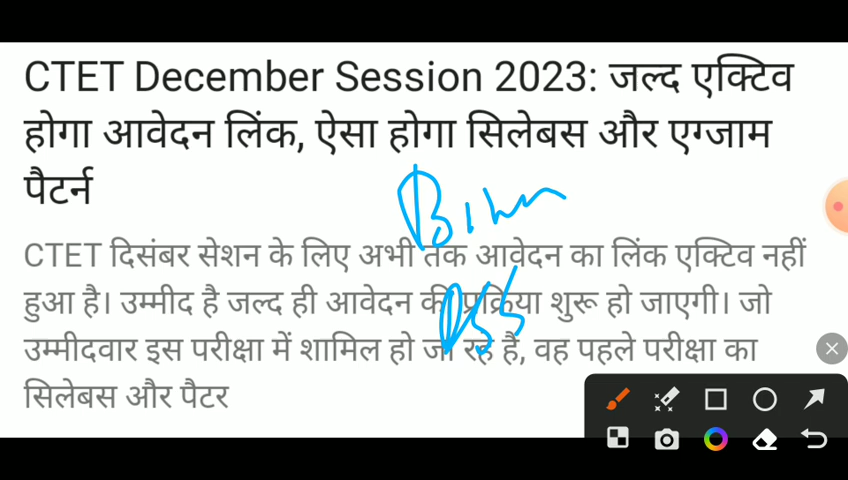 CTET December Session 2023: जल्द एक्टिव
होगा आवेदन लिंक, ऐसा होगा सिलेबस और एग्जाम
पैटर्न
CTET दिसंबर सेशन के लिए अभी तक आवेदन का लिंक एक्टिव नहीं
हुआ है। उम्मीद है जल्द ही आवेदन की प्रक्रिया शुरू हो जाएगी। जो
उम्मीदवार इस परीक्षा में शामिल हो जा रहे हैं, वह पहले परीक्षा का
सिलेबस और पैटर